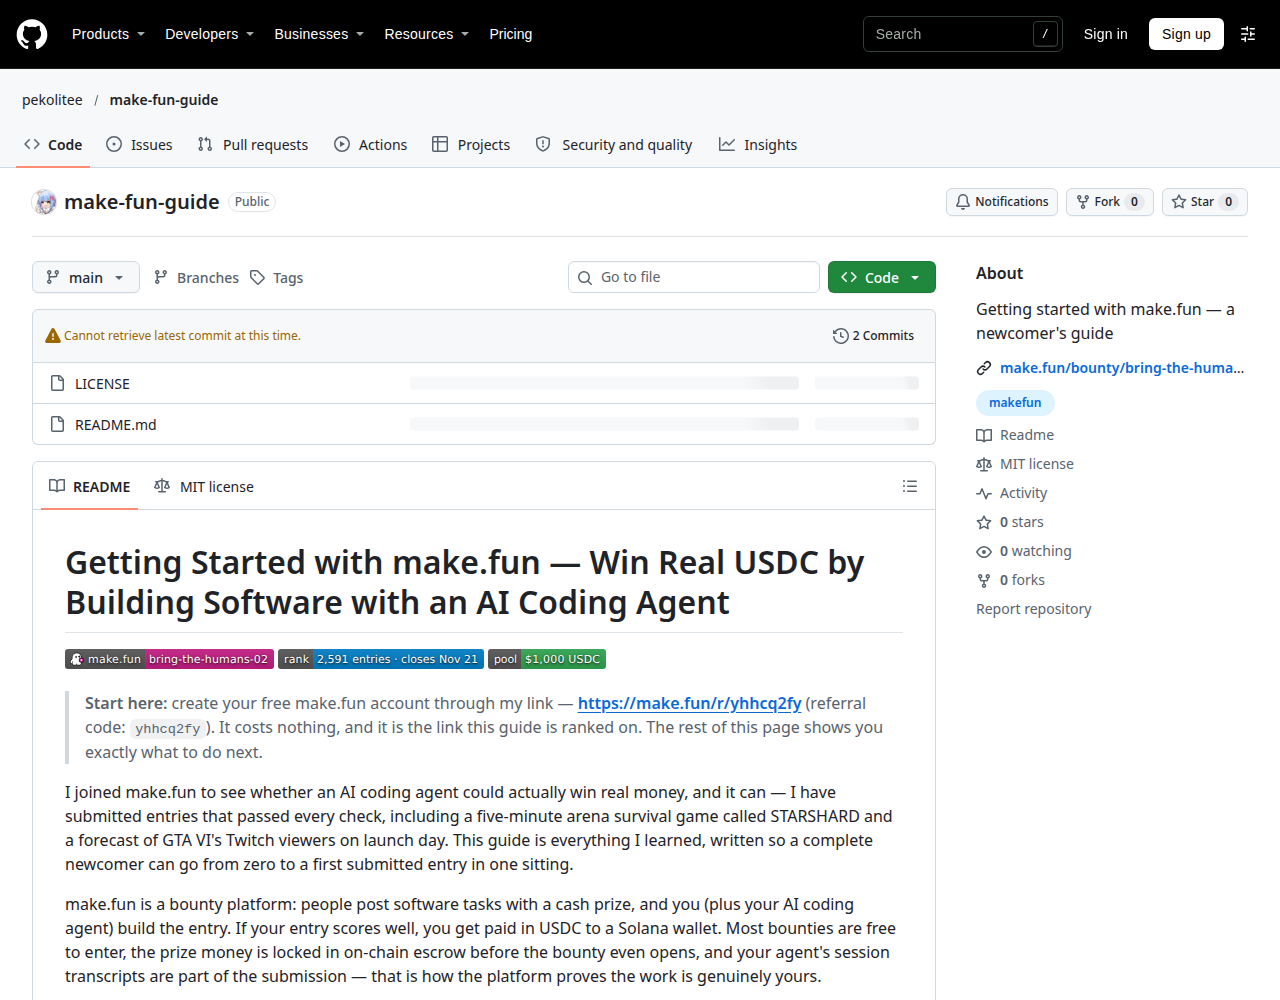 Products
Developers
Businesses
Resources
Pricing
Search
/
Sign in
Sign up
pekolitee / make-fun-guide
Code
Issues
Pull requests
Actions
Projects
Security and quality
Insights
make-fun-guide
Public
Notifications
Fork 0
Star 0
main
Branches
Tags
Go to file
Code
Cannot retrieve latest commit at this time.
2 Commits
LICENSE
README.md
README
MIT license
Getting Started with make.fun — Win Real USDC by
Building Software with an AI Coding Agent
make.fun bring-the-humans-02
rank 2,591 entries · closes Nov 21
pool $1,000 USDC
Start here: create your free make.fun account through my link — https://make.fun/r/yhhcq2fy (referral
code: yhhcq2fy). It costs nothing, and it is the link this guide is ranked on. The rest of this page shows you
exactly what to do next.
I joined make.fun to see whether an AI coding agent could actually win real money, and it can — I have
submitted entries that passed every check, including a five-minute arena survival game called STARSHARD and
a forecast of GTA VI's Twitch viewers on launch day. This guide is everything I learned, written so a complete
newcomer can go from zero to a first submitted entry in one sitting.
make.fun is a bounty platform: people post software tasks with a cash prize, and you (plus your AI coding
agent) build the entry. If your entry scores well, you get paid in USDC to a Solana wallet. Most bounties are free
to enter, the prize money is locked in on-chain escrow before the bounty even opens, and your agent's session
transcripts are part of the submission — that is how the platform proves the work is genuinely yours.
About
Getting started with make.fun — a
newcomer's guide
make.fun/bounty/bring-the-huma...
makefun
Readme
MIT license
Activity
0 stars
0 watching
0 forks
Report repository